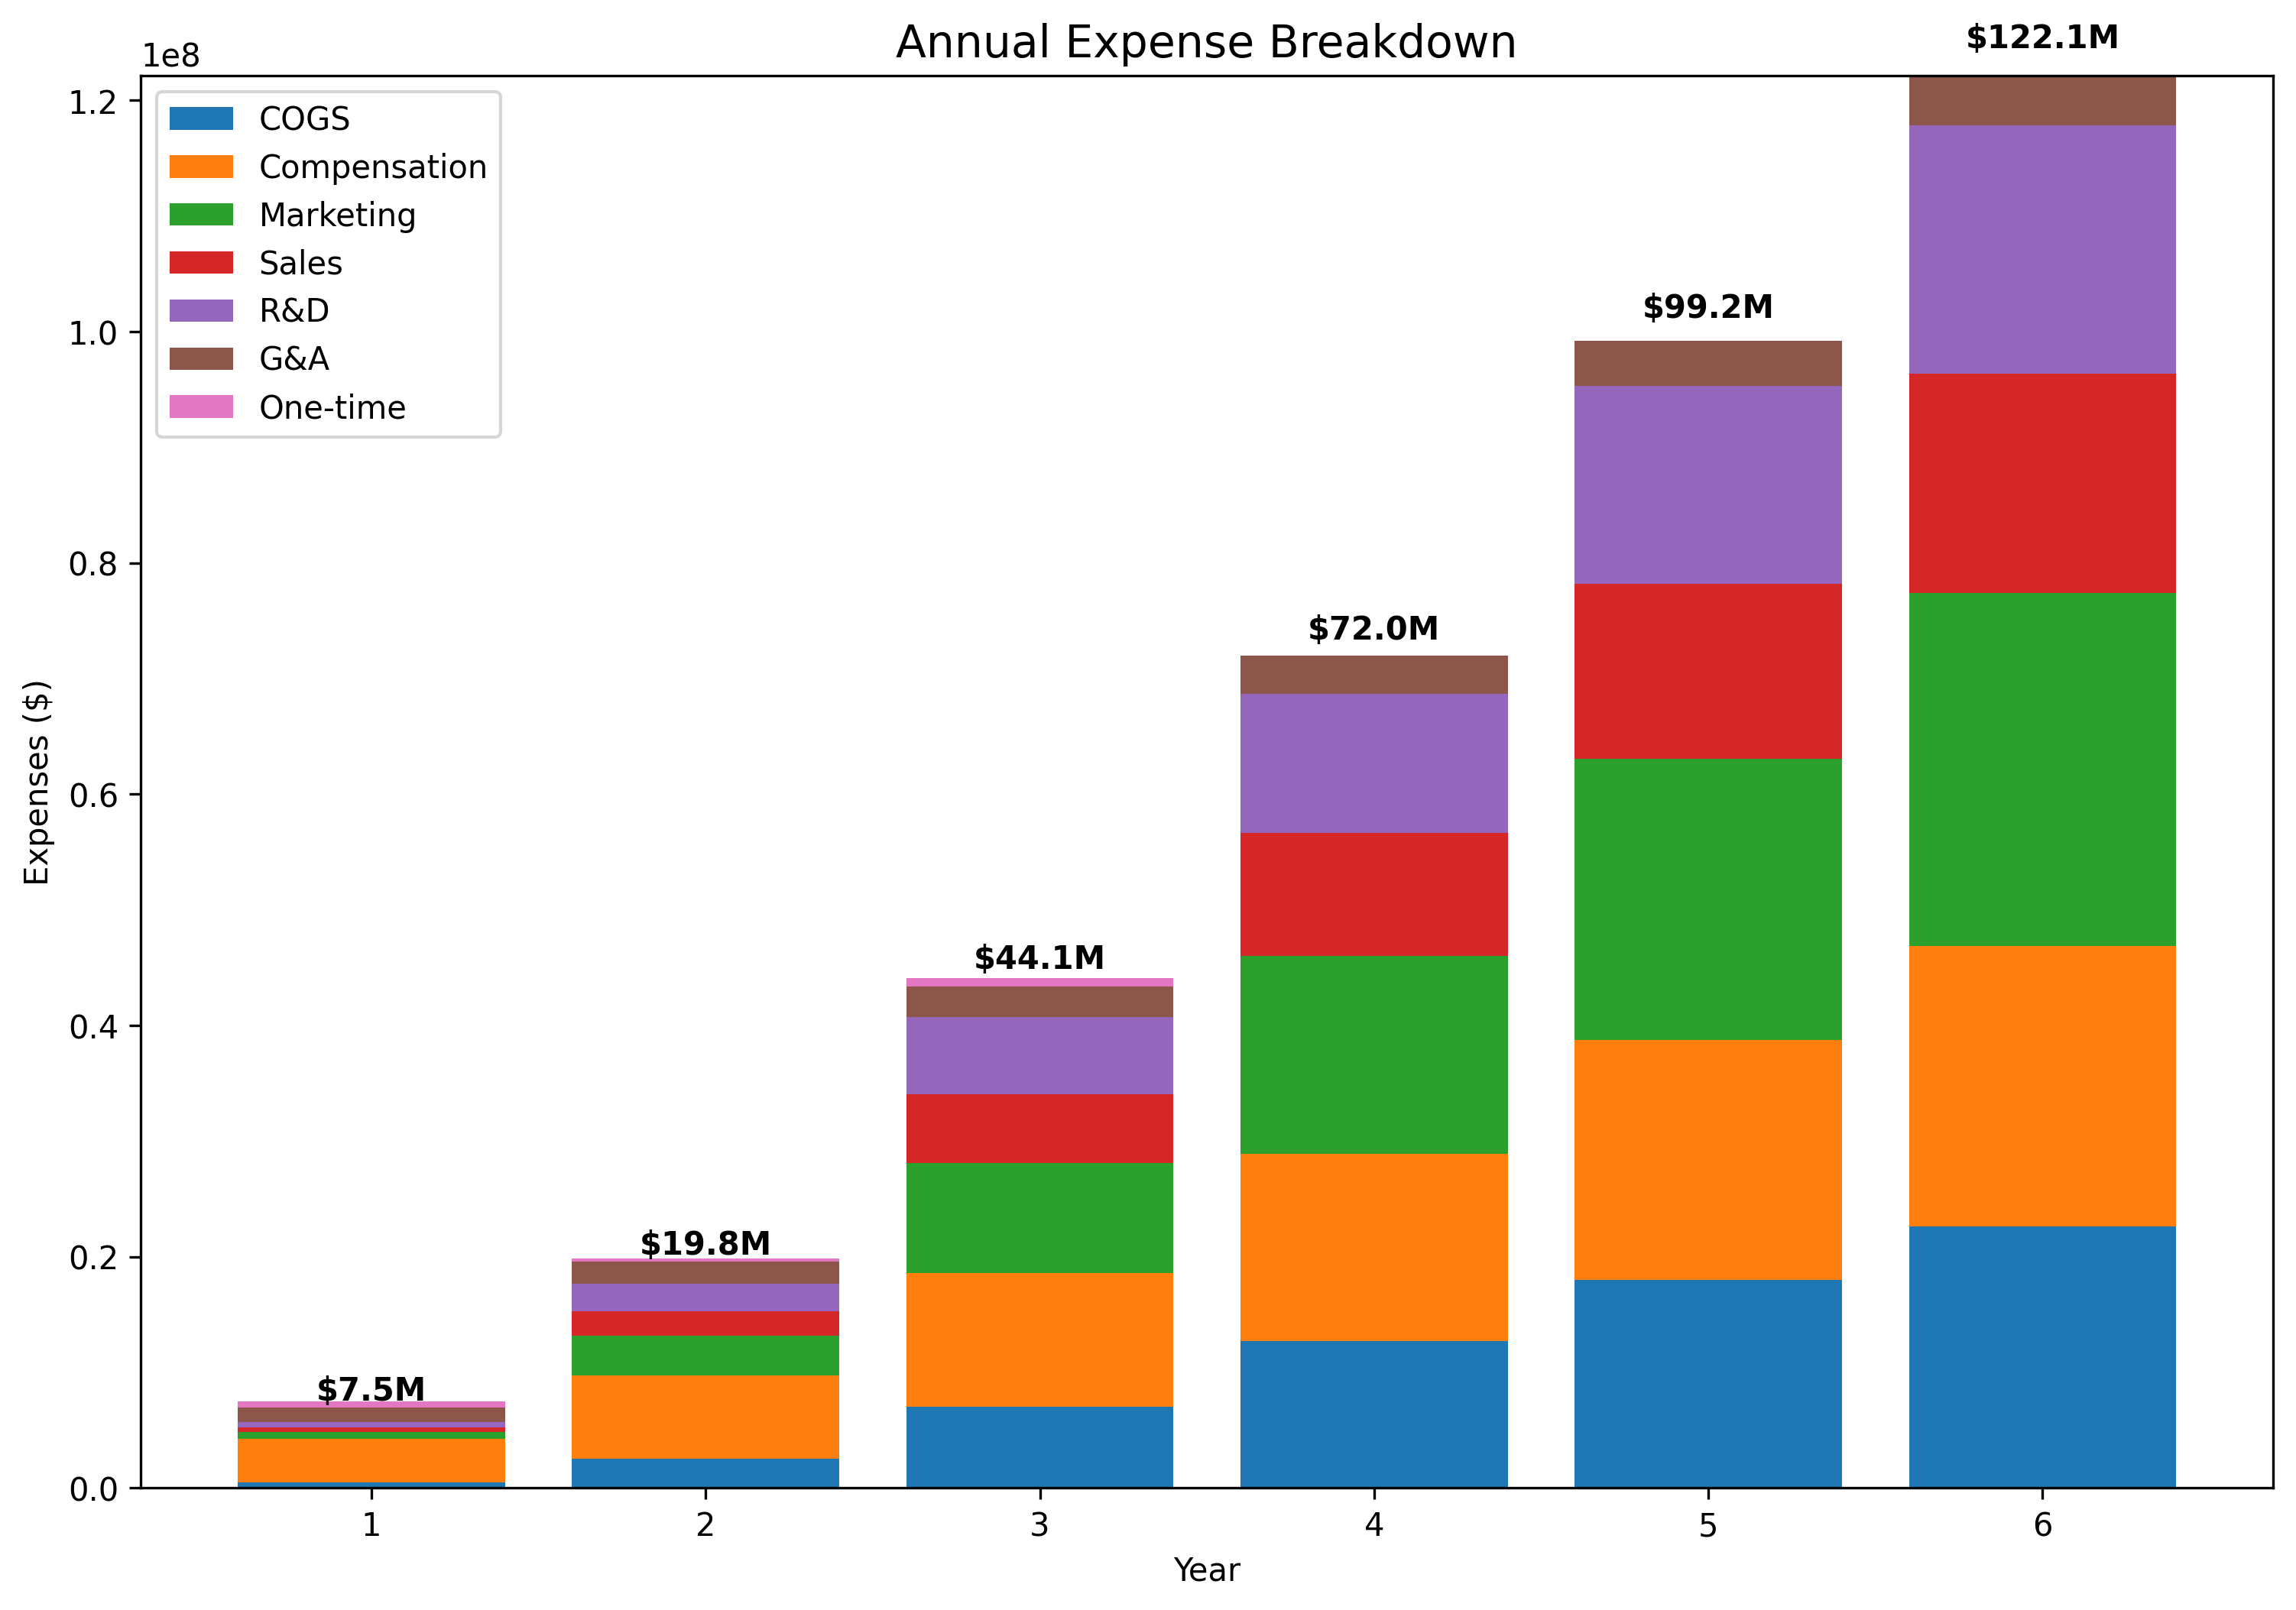 Annual Expense Breakdown
1e8
COGS
Compensation
Marketing
Sales
R&D
G&A
One-time
$7.5M
$19.8M
$44.1M
$72.0M
$99.2M
$122.1M
Expenses ($)
1.2
1.0
0.8
0.6
0.4
0.2
0.0
1 2 3 4 5 6
Year